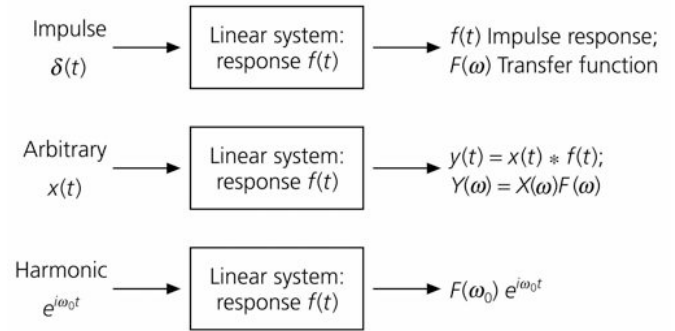 Impulse
δ(t)
Linear system:
response f(t)
f(t) Impulse response;
F(ω) Transfer function
Arbitrary
x(t)
Linear system:
response f(t)
y(t) = x(t) * f(t);
Y(ω) = X(ω)F(ω)
Harmonic
e^{iω₀t}
Linear system:
response f(t)
F(ω₀) e^{iω₀t}